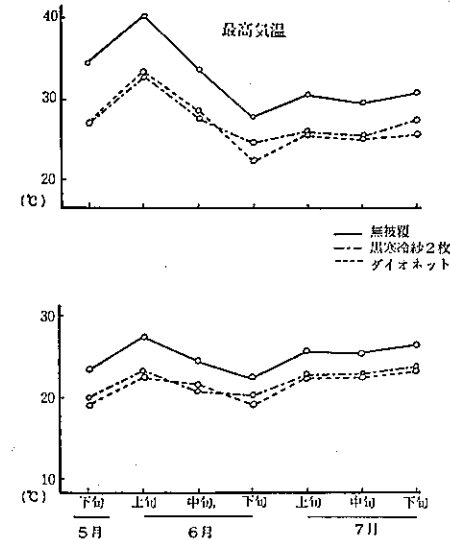 40
最高気温
30
20
(℃)
無被覆
黒寒冷紗2枚
ダイオネット
30
20
10
(℃)
下旬 上旬 中旬 下旬 上旬 中旬 下旬
5月 6月 7月